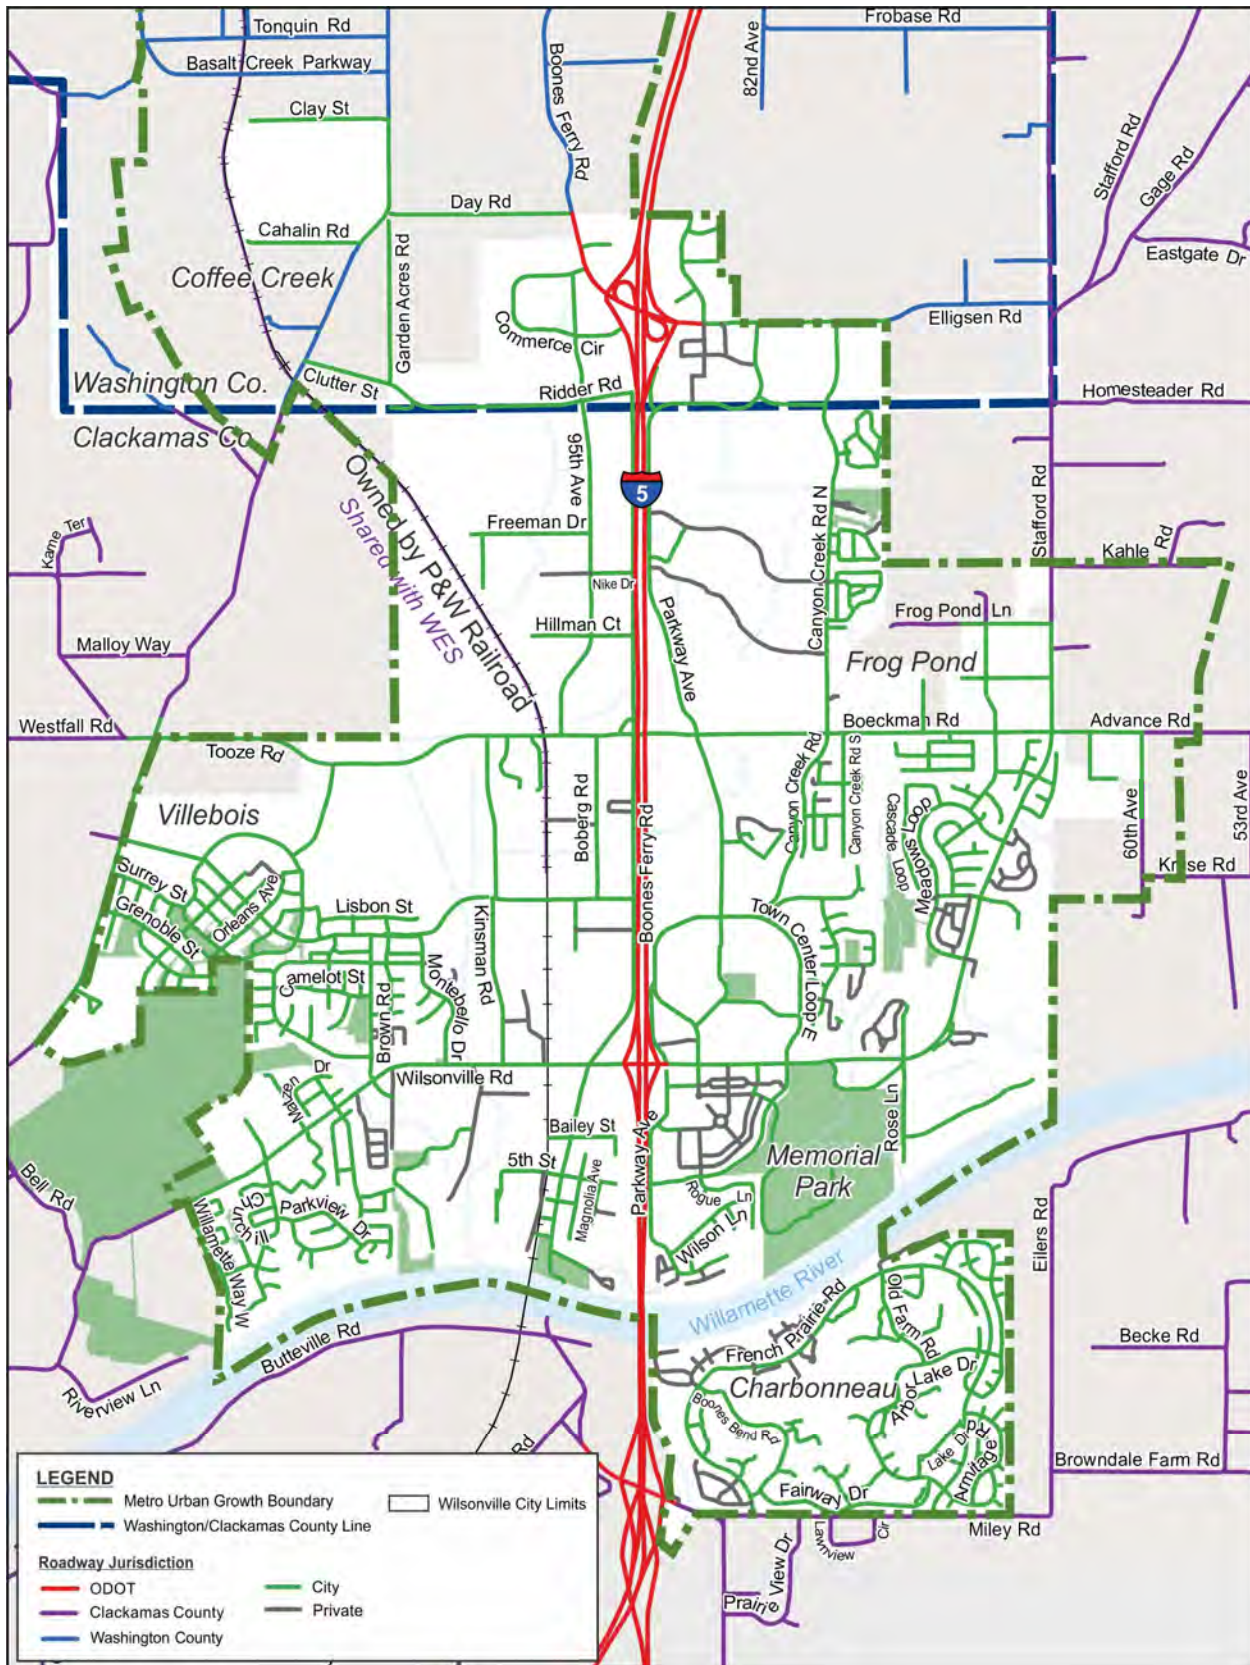 Tonquin Rd
Basalt Creek Parkway
Clay St
Boones Ferry Rd
82nd Ave
Frobase Rd
Stafford Rd
Gage Rd
Eastgate Dr
Day Rd
Cahalin Rd
Coffee Creek
Garden Acres Rd
Commerce Cir
Elligsen Rd
Washington Co.
Clackamas Co
Clutter St
Ridder Rd
Homesteader Rd
95th Ave
5
Owned by P&W Railroad
Shared with WES
Freeman Dr
Nike Dr
Hillman Ct
Parkway Ave
Canyon Creek Rd N
Stafford Rd
Kahle Rd
Kame Ter
Malloy Way
Westfall Rd
Frog Pond Ln
Frog Pond
Boeckman Rd
Advance Rd
Tooze Rd
Villebois
Boberg Rd
Boones Ferry Rd
Canyon Creek Rd
Canyon Creek Rd S
Cascade Loop
Meadows Loop
60th Ave
53rd Ave
Kruse Rd
Surrey St
Grenoble St
Orleans Ave
Lisbon St
Camelot St
Brown Rd
Montebello Dr
Kinsman Rd
Town Center Loop E
Wilsonville Rd
Matzen Dr
Bailey St
5th St
Magnolia Ave
Parkway Ave
Rogue Ln
Wilson Ln
Memorial
Park
Rose Ln
Bell Rd
Willamette Way W
Churchill
Parkview Dr
Willamette River
Eilers Rd
Butteville Rd
Riverview Ln
French Prairie Rd
Old Farm Rd
Becke Rd
Charbonneau
Arbor Lake Dr
Boones Bend Rd
Lake Dr
Armitage Rd
Fairway Dr
Browndale Farm Rd
Miley Rd
Lawnview Cir
Prairie View Dr
Rd
LEGEND
Metro Urban Growth Boundary
Wilsonville City Limits
Washington/Clackamas County Line
Roadway Jurisdiction
ODOT
City
Clackamas County
Private
Washington County